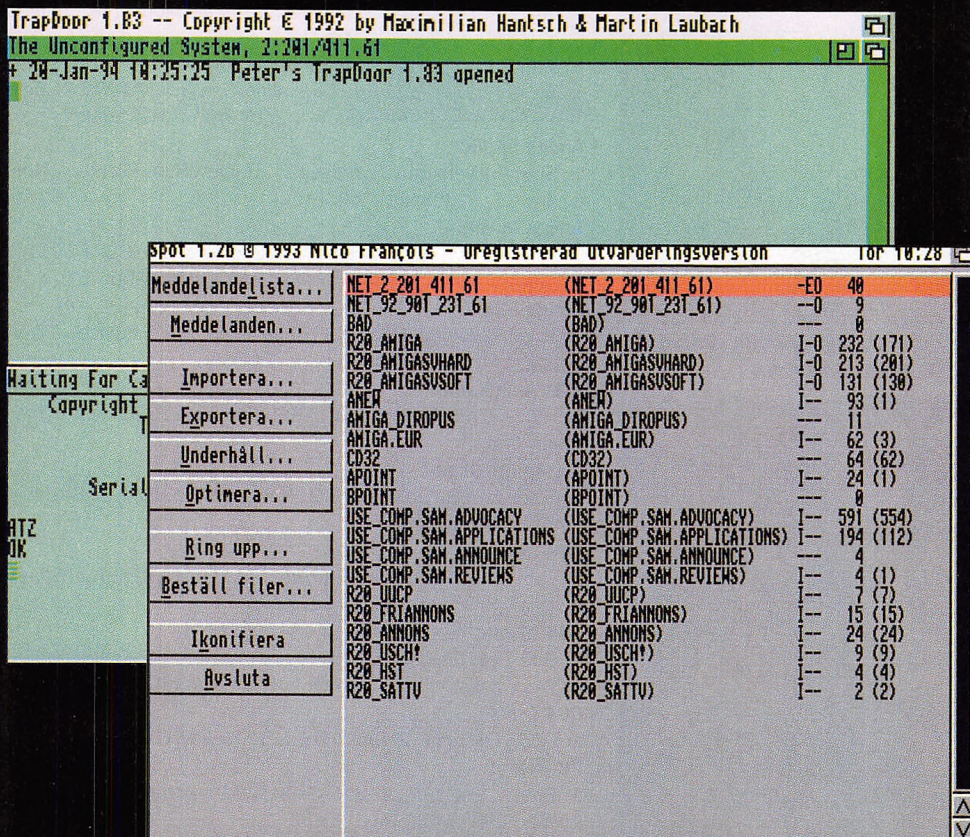 TrapDoor 1.83 -- Copyright © 1992 by Maximilian Hantsch & Martin Laubach
The Unconfigured System, 2:201/411.61
+ 20-Jan-94 10:25:25 Peter's TrapDoor 1.83 opened
Waiting For Ca
Copyright
T
Serial
ATZ
OK
Spot 1.2b © 1993 Nico François - Oregistrerad utvärderingsversion Tor 10:28
Meddelandelista...
Meddelanden...
Importera...
Exportera...
Underhåll...
Optimera...
Ring upp...
Beställ filer...
Ikonifiera
Avsluta
NET_2_201_411_61 (NET_2_201_411_61) -EO 40
NET_92_901_231_61 (NET_92_901_231_61) --O 9
BAD (BAD) --- 0
R20_AMIGA (R20_AMIGA) I-O 232 (171)
R20_AMIGASVHARD (R20_AMIGASVHARD) I-O 213 (201)
R20_AMIGASVSOFT (R20_AMIGASVSOFT) I-O 131 (130)
ANEW (ANEW) I-- 93 (1)
AMIGA_DIROPUS (AMIGA_DIROPUS) --- 11
AMIGA.EUR (AMIGA.EUR) I-- 62 (3)
CD32 (CD32) --- 64 (62)
APOINT (APOINT) I-- 24 (1)
BPOINT (BPOINT) --- 0
USE_COMP.SAM.ADVOCACY (USE_COMP.SAM.ADVOCACY) I-- 591 (554)
USE_COMP.SAM.APPLICATIONS (USE_COMP.SAM.APPLICATIONS) I-- 194 (112)
USE_COMP.SAM.ANNOUNCE (USE_COMP.SAM.ANNOUNCE) --- 4
USE_COMP.SAM.REVIEWS (USE_COMP.SAM.REVIEWS) I-- 4 (1)
R20_UUCP (R20_UUCP) I-- 7 (7)
R20_FRIANNONS (R20_FRIANNONS) I-- 15 (15)
R20_ANNONS (R20_ANNONS) I-- 24 (24)
R20_USCH! (R20_USCH!) I-- 9 (9)
R20_HST (R20_HST) I-- 4 (4)
R20_SATTV (R20_SATTV) I-- 2 (2)